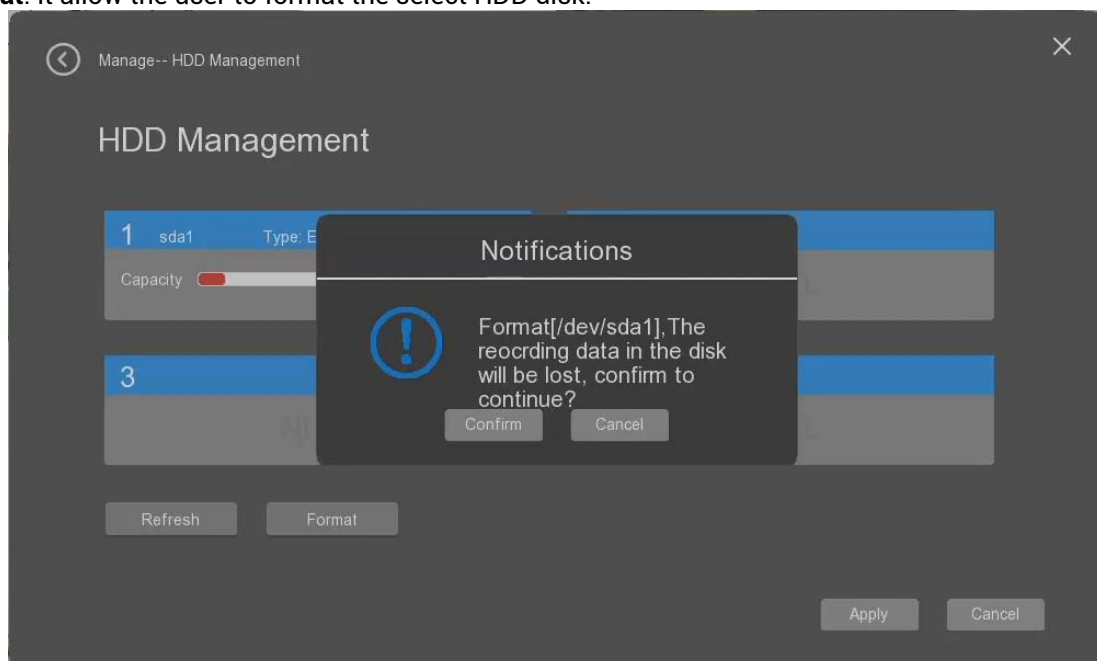 ut: It allow the user to format the select HDD disk.
Manage-- HDD Management
HDD Management
1 sda1 Type: E
Capacity
Notifications
Format[/dev/sda1],The
reocrding data in the disk
will be lost, confirm to
continue?
Confirm Cancel
3
Refresh Format
Apply Cancel